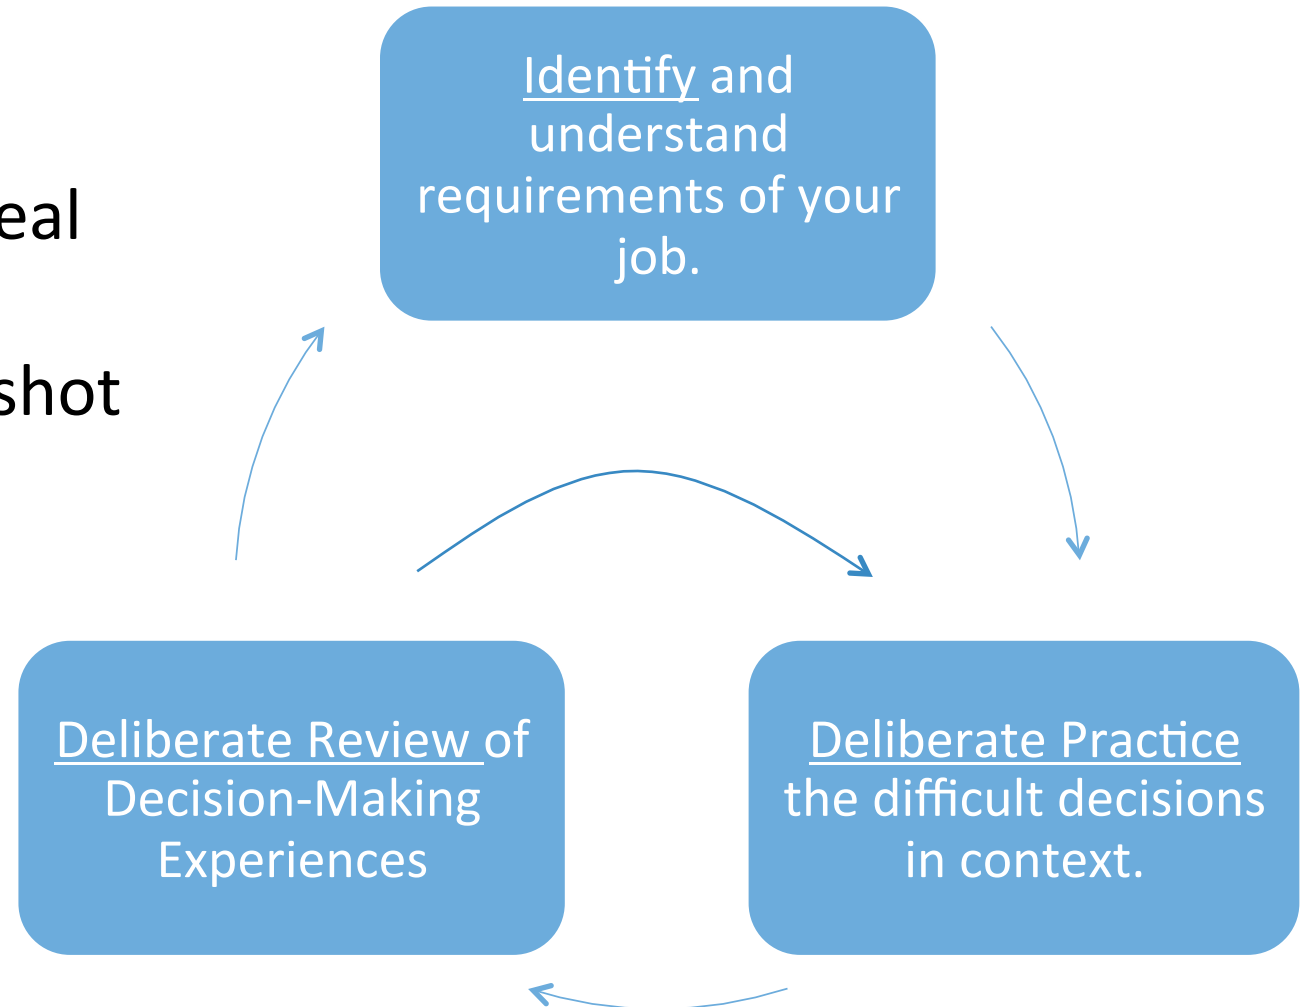 Identify and
understand
requirements of your
job.
eal
shot
Deliberate Review of
Decision-Making
Experiences
Deliberate Practice
the difficult decisions
in context.